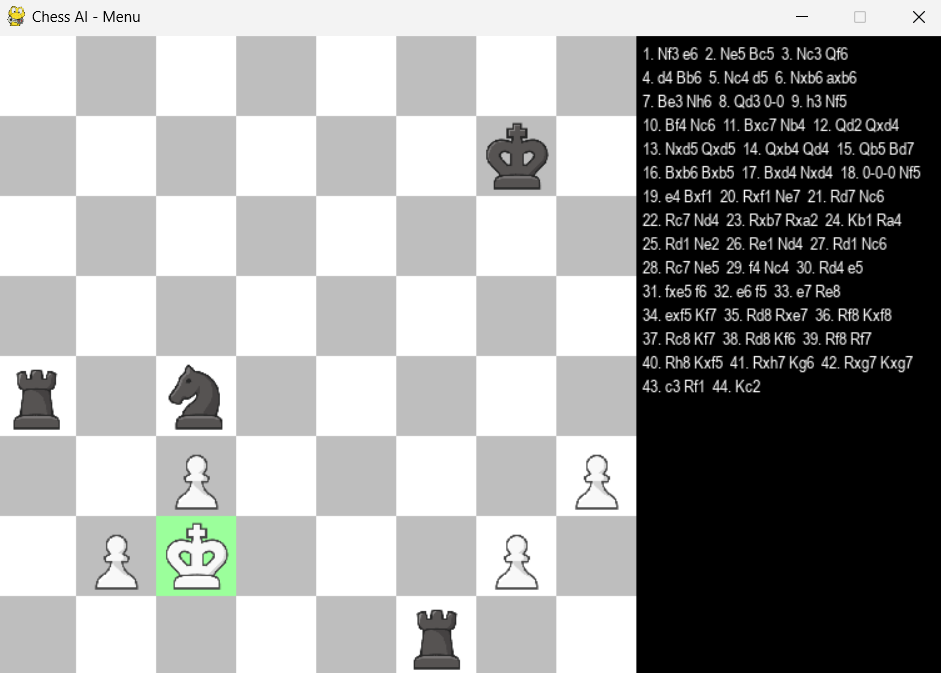 Chess AI - Menu
1. Nf3 e6 2. Ne5 Bc5 3. Nc3 Qf6
4. d4 Bb6 5. Nc4 d5 6. Nxb6 axb6
7. Be3 Nh6 8. Qd3 0-0 9. h3 Nf5
10. Bf4 Nc6 11. Bxc7 Nb4 12. Qd2 Qxd4
13. Nxd5 Qxd5 14. Qxb4 Qd4 15. Qb5 Bd7
16. Bxb6 Bxb5 17. Bxd4 Nxd4 18. 0-0-0 Nf5
19. e4 Bxf1 20. Rxf1 Ne7 21. Rd7 Nc6
22. Rc7 Nd4 23. Rxb7 Rxa2 24. Kb1 Ra4
25. Rd1 Ne2 26. Re1 Nd4 27. Rd1 Nc6
28. Rc7 Ne5 29. f4 Nc4 30. Rd4 e5
31. fxe5 f6 32. e6 f5 33. e7 Re8
34. exf5 Kf7 35. Rd8 Rxe7 36. Rf8 Kxf8
37. Rc8 Kf7 38. Rd8 Kf6 39. Rf8 Rf7
40. Rh8 Kxf5 41. Rxh7 Kg6 42. Rxg7 Kxg7
43. c3 Rf1 44. Kc2